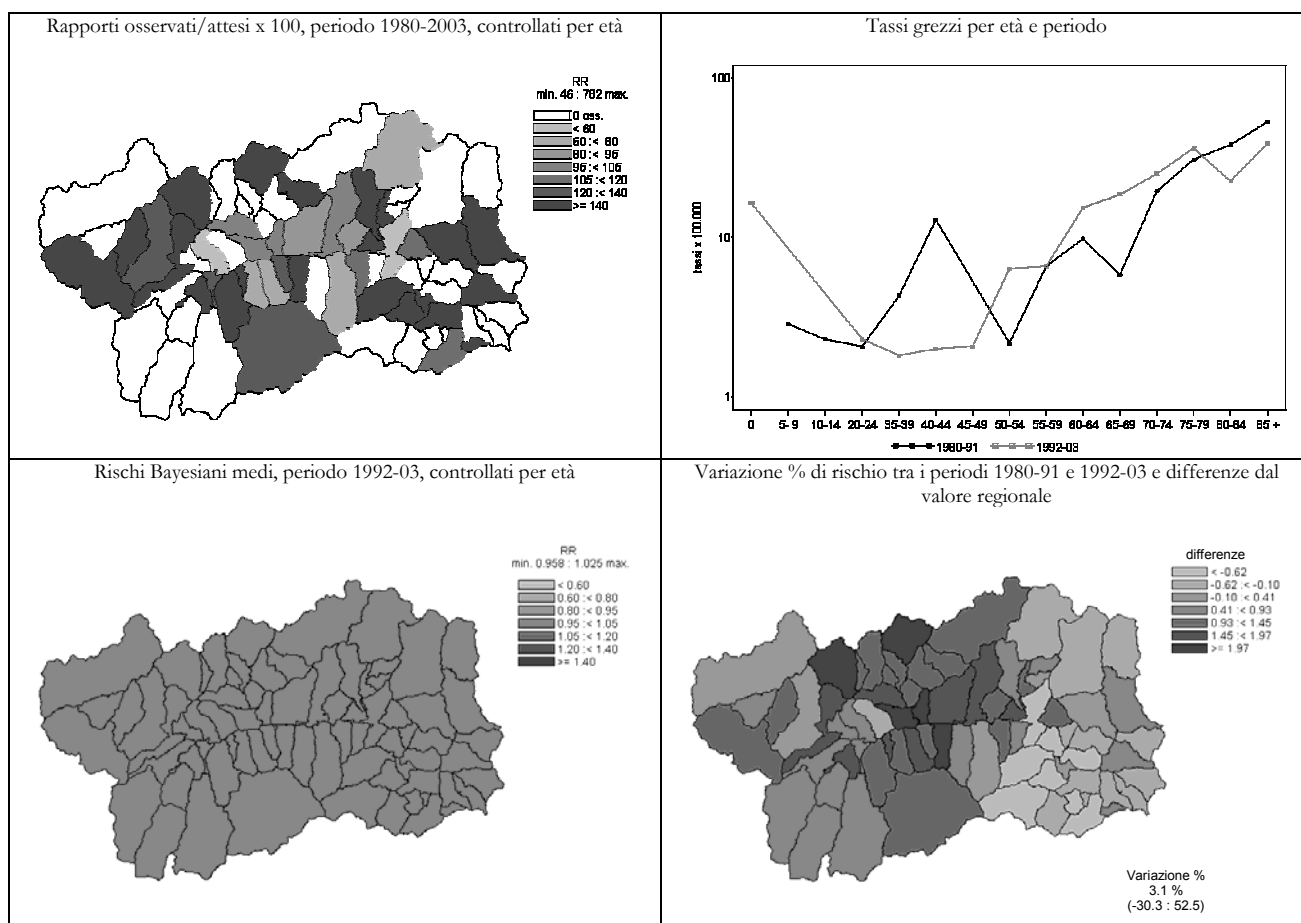 Rapporti osservati/attesi x 100, periodo 1980-2003, controllati per età
RR
min. 46 : 782 max.
0 oss.
< 60
60 :< 80
80 :< 95
95 :< 105
105 :< 120
120 :< 140
>= 140
Tassi grezzi per età e periodo
100
10
1
tassi x 100.000
0 5-9 10-14 20-24 35-39 40-44 45-49 50-54 55-59 60-64 65-69 70-74 75-79 80-84 85 +
1980-91 1992-03
Rischi Bayesiani medi, periodo 1992-03, controllati per età
RR
min. 0.958 : 1.025 max.
< 0.60
0.60 :< 0.80
0.80 :< 0.95
0.95 :< 1.05
1.05 :< 1.20
1.20 :< 1.40
>= 1.40
Variazione % di rischio tra i periodi 1980-91 e 1992-03 e differenze dal
valore regionale
differenze
< -0.62
-0.62 :< -0.10
-0.10 :< 0.41
0.41 :< 0.93
0.93 :< 1.45
1.45 :< 1.97
>= 1.97
Variazione %
3.1 %
(-30.3 : 52.5)